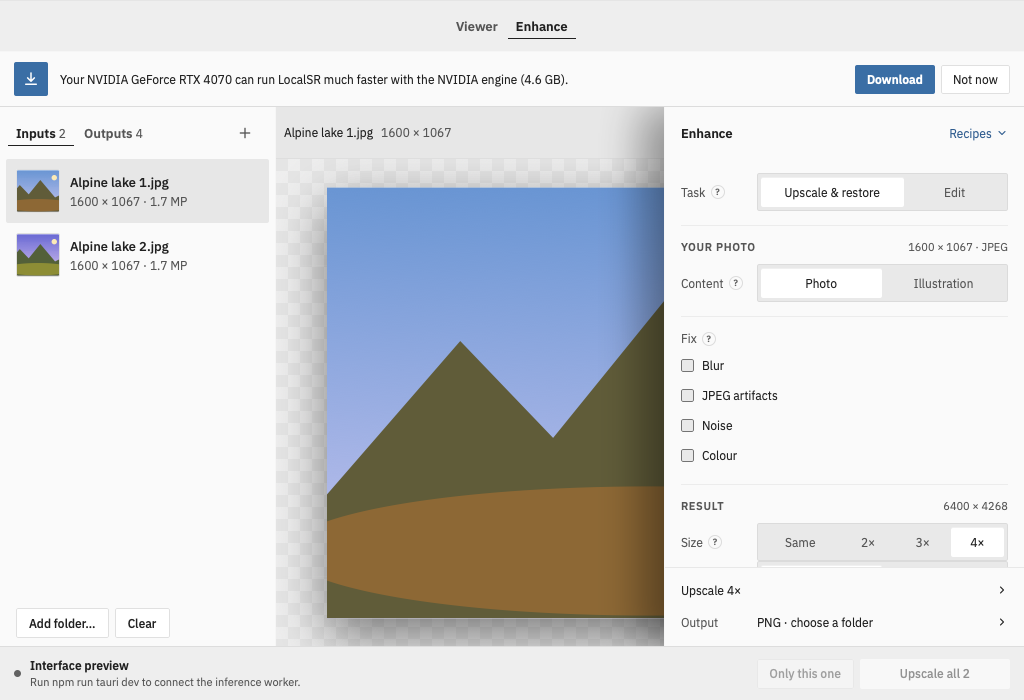 Viewer Enhance
Your NVIDIA GeForce RTX 4070 can run LocalSR much faster with the NVIDIA engine (4.6 GB).
Download Not now
Inputs 2 Outputs 4 +
Alpine lake 1.jpg
1600 × 1067 · 1.7 MP
Alpine lake 2.jpg
1600 × 1067 · 1.7 MP
Add folder... Clear
Alpine lake 1.jpg 1600 × 1067
Enhance Recipes
Task ? Upscale & restore Edit
YOUR PHOTO 1600 × 1067 · JPEG
Content ? Photo Illustration
Fix ?
Blur
JPEG artifacts
Noise
Colour
RESULT 6400 × 4268
Size ? Same 2× 3× 4×
Upscale 4×
Output PNG · choose a folder
Interface preview
Run npm run tauri dev to connect the inference worker.
Only this one Upscale all 2